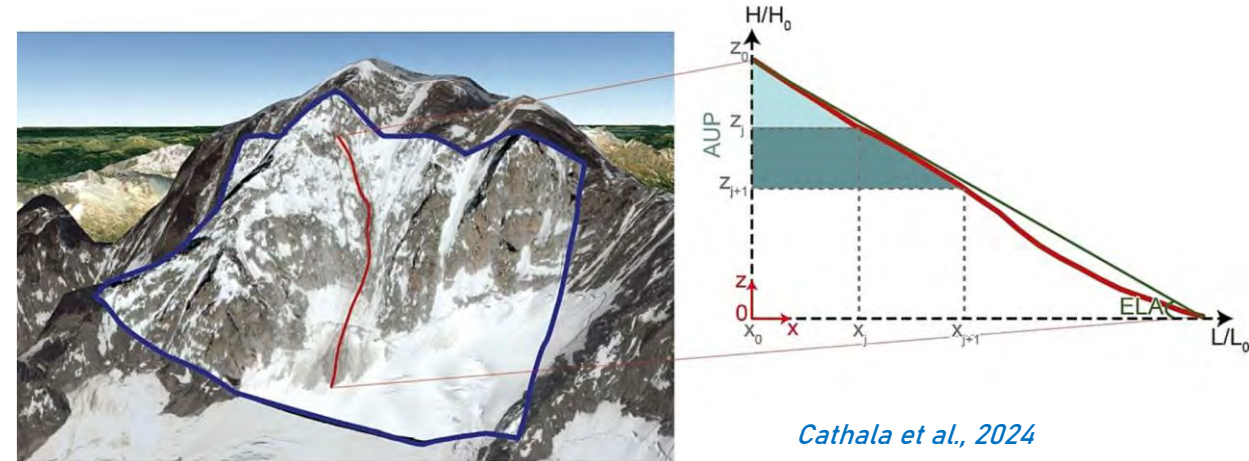 H/H₀
z₀
AUP
zⱼ
zⱼ₊₁
z
0
ELA
x₀
x
xⱼ
xⱼ₊₁
L/L₀
Cathala et al., 2024